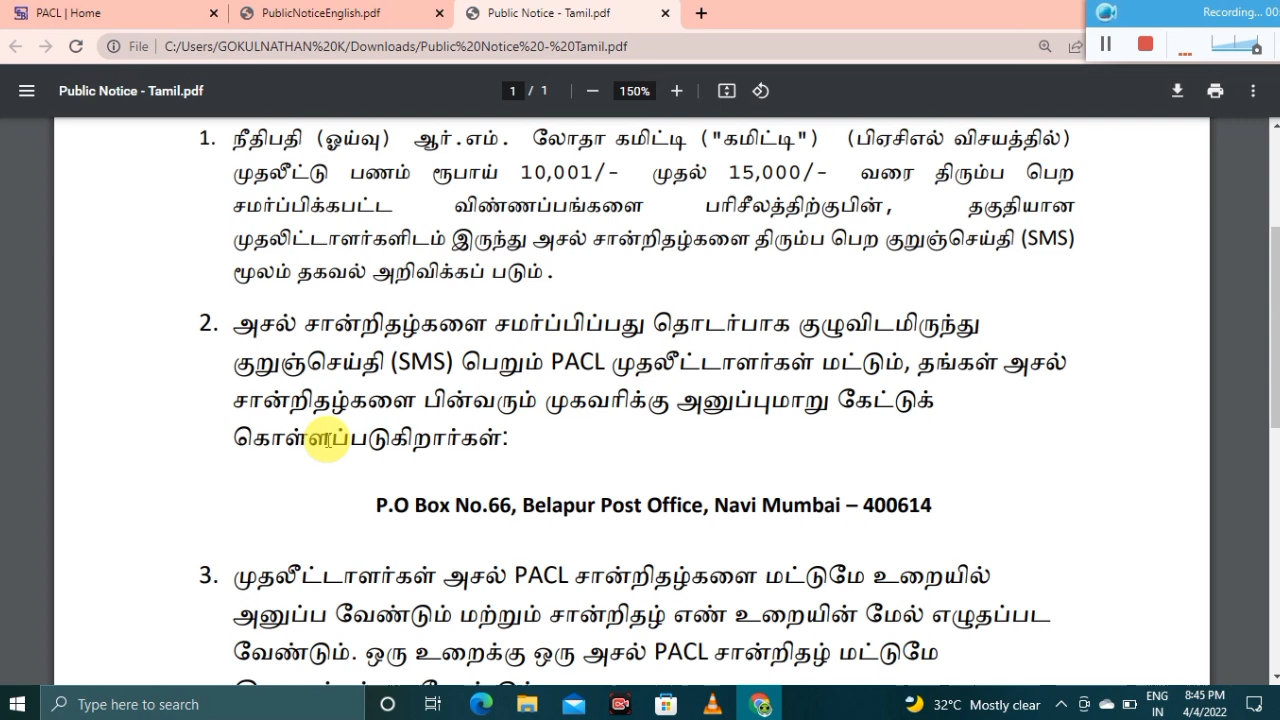 PACL | Home
PublicNoticeEnglish.pdf
Public Notice - Tamil.pdf
Recording... 00:
File
C:/Users/GOKULNATHAN%20K/Downloads/Public%20Notice%20-%20Tamil.pdf
Public Notice - Tamil.pdf
1 / 1
150%
1. நீதிபதி (ஓய்வு) ஆர்.எம். லோதா கமிட்டி ("கமிட்டி") (பிஏசிஎல் விசயத்தில்)
முதலீட்டு பணம் ரூபாய் 10,001/- முதல் 15,000/- வரை திரும்ப பெற
சமர்ப்பிக்கபட்ட விண்ணப்பங்களை பரிசீலத்திற்குபின், தகுதியான
முதலிட்டாளர்களிடம் இருந்து அசல் சான்றிதழ்களை திரும்ப பெற குறுஞ்செய்தி (SMS)
மூலம் தகவல் அறிவிக்கப் படும்.
2. அசல் சான்றிதழ்களை சமர்ப்பிப்பது தொடர்பாக குழுவிடமிருந்து
குறுஞ்செய்தி (SMS) பெறும் PACL முதலீட்டாளர்கள் மட்டும், தங்கள் அசல்
சான்றிதழ்களை பின்வரும் முகவரிக்கு அனுப்புமாறு கேட்டுக்
கொள்ளப்படுகிறார்கள்:
P.O Box No.66, Belapur Post Office, Navi Mumbai – 400614
3. முதலீட்டாளர்கள் அசல் PACL சான்றிதழ்களை மட்டுமே உறையில்
அனுப்ப வேண்டும் மற்றும் சான்றிதழ் எண் உறையின் மேல் எழுதப்பட
வேண்டும். ஒரு உறைக்கு ஒரு அசல் PACL சான்றிதழ் மட்டுமே
Type here to search
32°C Mostly clear
ENG
IN
8:45 PM
4/4/2022